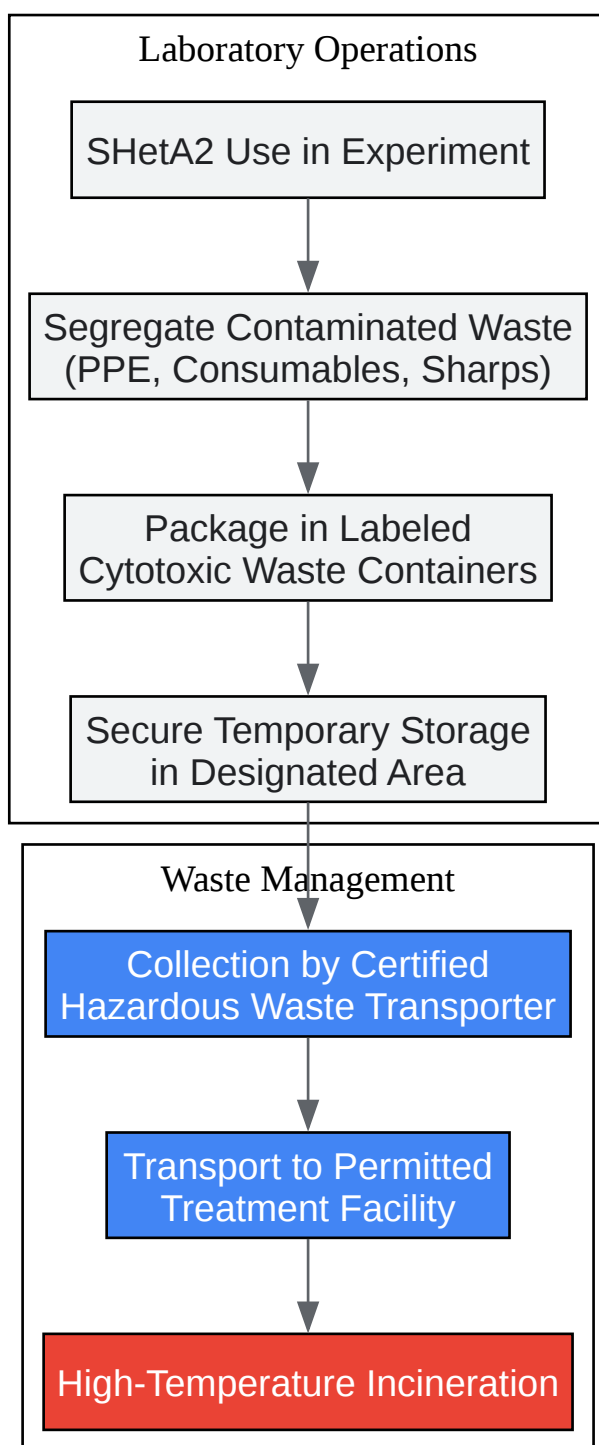 Laboratory Operations
SHetA2 Use in Experiment
Segregate Contaminated Waste
(PPE, Consumables, Sharps)
Package in Labeled
Cytotoxic Waste Containers
Secure Temporary Storage
in Designated Area
Waste Management
Collection by Certified
Hazardous Waste Transporter
Transport to Permitted
Treatment Facility
High-Temperature Incineration